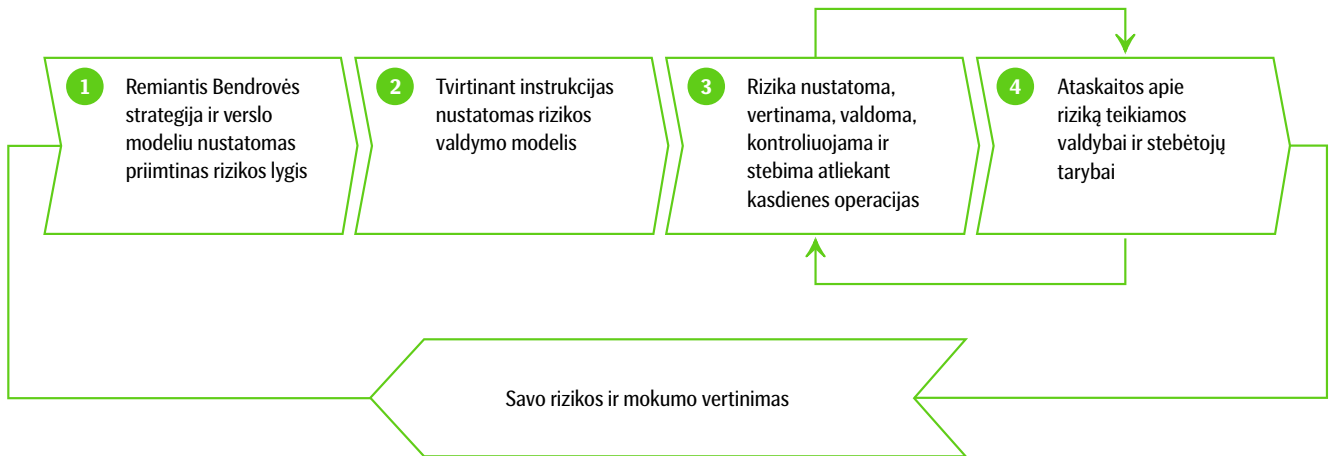 1
Remiantis Bendrovės
strategija ir verslo
modeliu nustatomas
priimtinas rizikos lygis
2
Tvirtinant instrukcijas
nustatomas rizikos
valdymo modelis
3
Rizika nustatoma,
vertinama, valdoma,
kontroliuojama ir
stebima atliekant
kasdienes operacijas
4
Ataskaitos apie
riziką teikiamos
valdybai ir stebėtojų
tarybai
Savo rizikos ir mokumo vertinimas